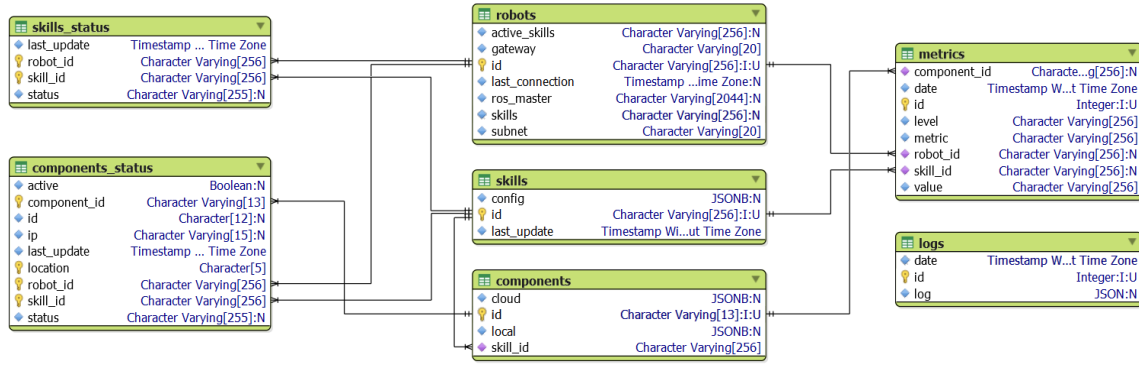 skills_status
last_update Timestamp ... Time Zone
robot_id Character Varying[256]
skill_id Character Varying[256]
status Character Varying[255]:N
components_status
active Boolean:N
component_id Character Varying[13]
id Character[12]:N
ip Character Varying[15]:N
last_update Timestamp ... Time Zone
location Character[5]
robot_id Character Varying[256]
skill_id Character Varying[256]
status Character Varying[255]:N
robots
active_skills Character Varying[256]:N
gateway Character Varying[20]
id Character Varying[256]:I:U
last_connection Timestamp ...ime Zone:N
ros_master Character Varying[2044]:N
skills Character Varying[256]:N
subnet Character Varying[20]
skills
config JSONB:N
id Character Varying[256]:I:U
last_update Timestamp Wi...ut Time Zone
components
cloud JSONB:N
id Character Varying[13]:I:U
local JSONB:N
skill_id Character Varying[256]
metrics
component_id Characte...g[256]:N
date Timestamp W...t Time Zone
id Integer:I:U
level Character Varying[256]
metric Character Varying[256]
robot_id Character Varying[256]:N
skill_id Character Varying[256]:N
value Character Varying[256]
logs
date Timestamp W...t Time Zone
id Integer:I:U
log JSON:N